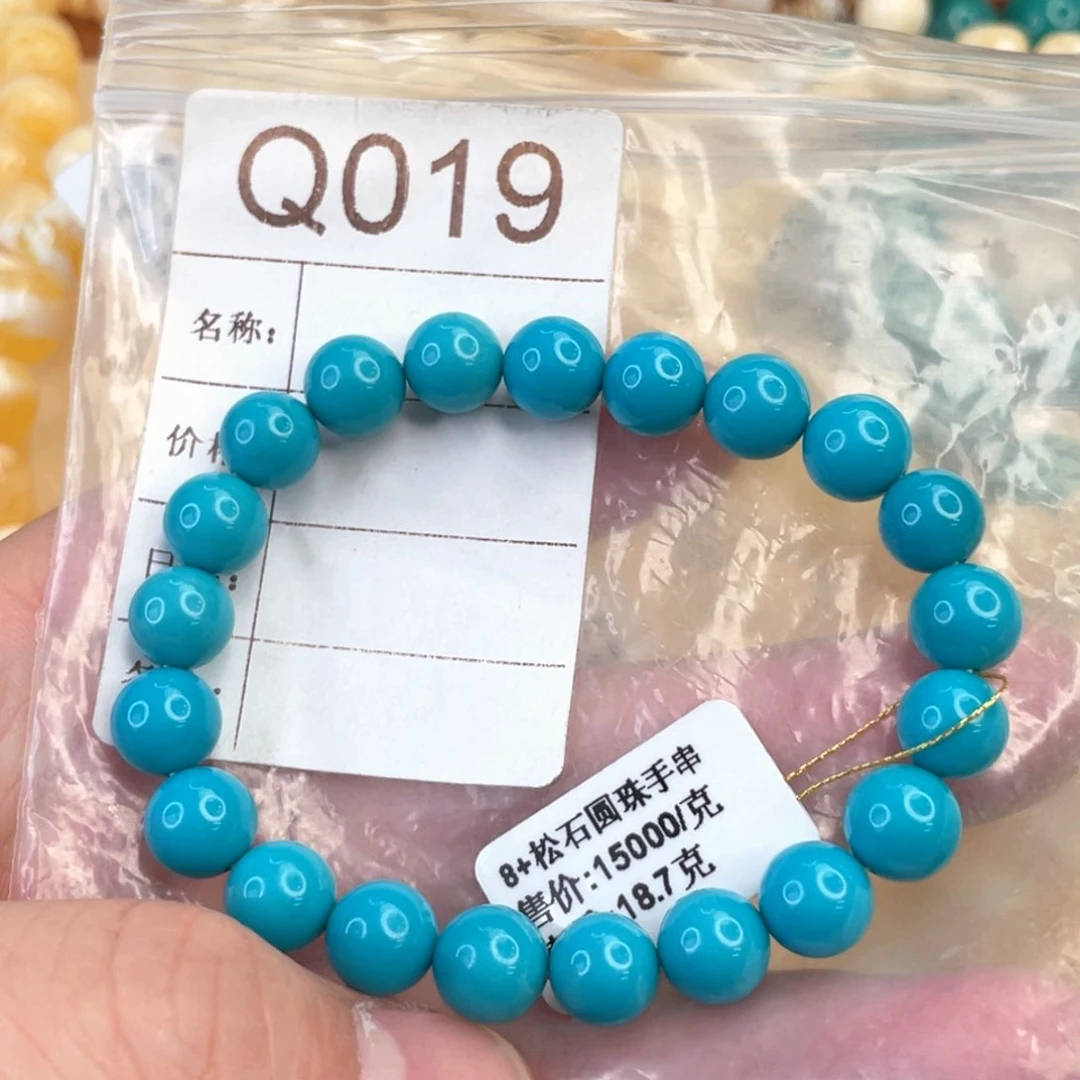 Q019
名称:
价
8+松石圆珠手串
售价:15000/克
18.7克